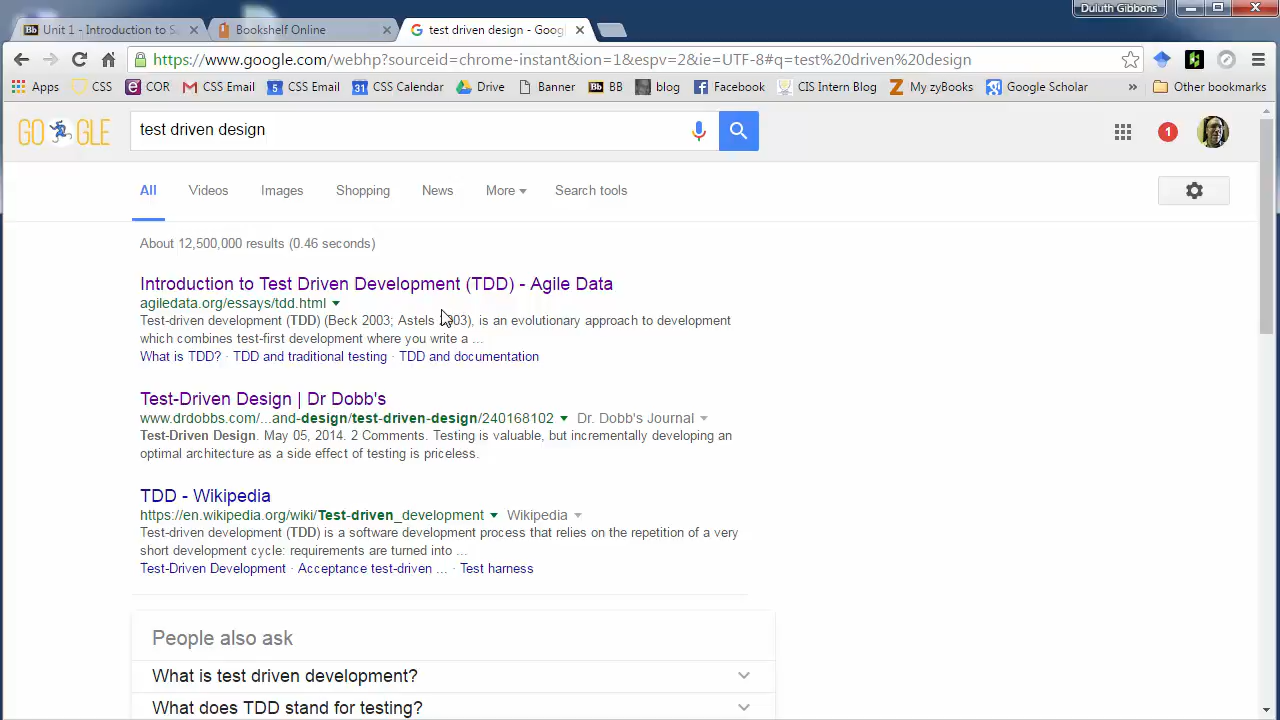 Duluth Gibbons
Unit 1 - Introduction to S
Bookshelf Online
test driven design - Goog
https://www.google.com/webhp?sourceid=chrome-instant&ion=1&espv=2&ie=UTF-8#q=test%20driven%20design
Apps CSS COR CSS Email CSS Email CSS Calendar Drive Banner BB blog Facebook CIS Intern Blog My zyBooks Google Scholar » Other bookmarks
GO GLE
test driven design
1
All Videos Images Shopping News More Search tools
About 12,500,000 results (0.46 seconds)
Introduction to Test Driven Development (TDD) - Agile Data
agiledata.org/essays/tdd.html
Test-driven development (TDD) (Beck 2003; Astels 2003), is an evolutionary approach to development
which combines test-first development where you write a ...
What is TDD? · TDD and traditional testing · TDD and documentation
Test-Driven Design | Dr Dobb's
www.drdobbs.com/...and-design/test-driven-design/240168102 Dr. Dobb's Journal
Test-Driven Design. May 05, 2014. 2 Comments. Testing is valuable, but incrementally developing an
optimal architecture as a side effect of testing is priceless.
TDD - Wikipedia
https://en.wikipedia.org/wiki/Test-driven_development Wikipedia
Test-driven development (TDD) is a software development process that relies on the repetition of a very
short development cycle: requirements are turned into ...
Test-Driven Development · Acceptance test-driven ... · Test harness
People also ask
What is test driven development?
What does TDD stand for testing?